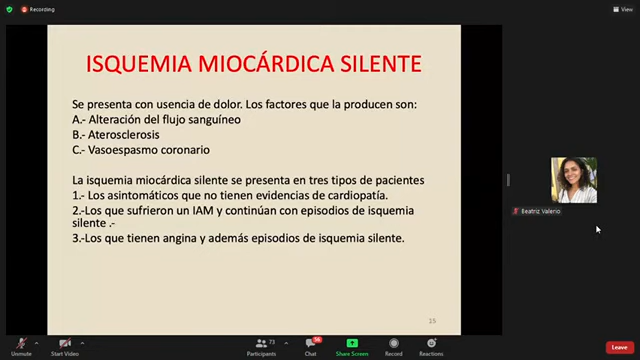 Recording
View
ISQUEMIA MIOCÁRDICA SILENTE
Se presenta con usencia de dolor. Los factores que la producen son:
A.- Alteración del flujo sanguíneo
B.- Aterosclerosis
C.- Vasoespasmo coronario
La isquemia miocárdica silente se presenta en tres tipos de pacientes
1.- Los asintomáticos que no tienen evidencias de cardiopatía.
2.-Los que sufrieron un IAM y continúan con episodios de isquemia
silente .-
3.-Los que tienen angina y además episodios de isquemia silente.
15
Beatriz Valerio
Unmute
Start Video
73
Participants
56
Chat
Share Screen
Record
Reactions
Leave